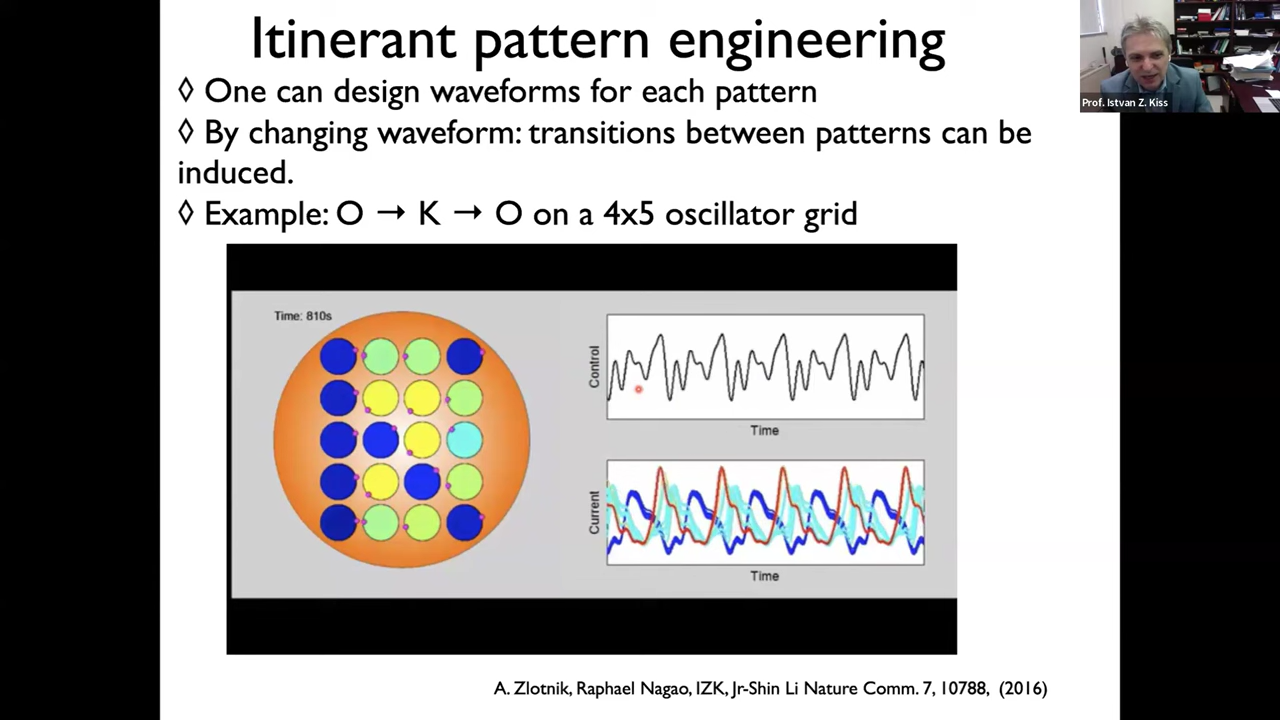 Itinerant pattern engineering
◊ One can design waveforms for each pattern
◊ By changing waveform: transitions between patterns can be
induced.
◊ Example: O → K → O on a 4x5 oscillator grid
Prof. Istvan Z. Kiss
Time: 810s
Control
Time
Current
Time
A. Zlotnik, Raphael Nagao, IZK, Jr-Shin Li Nature Comm. 7, 10788, (2016)